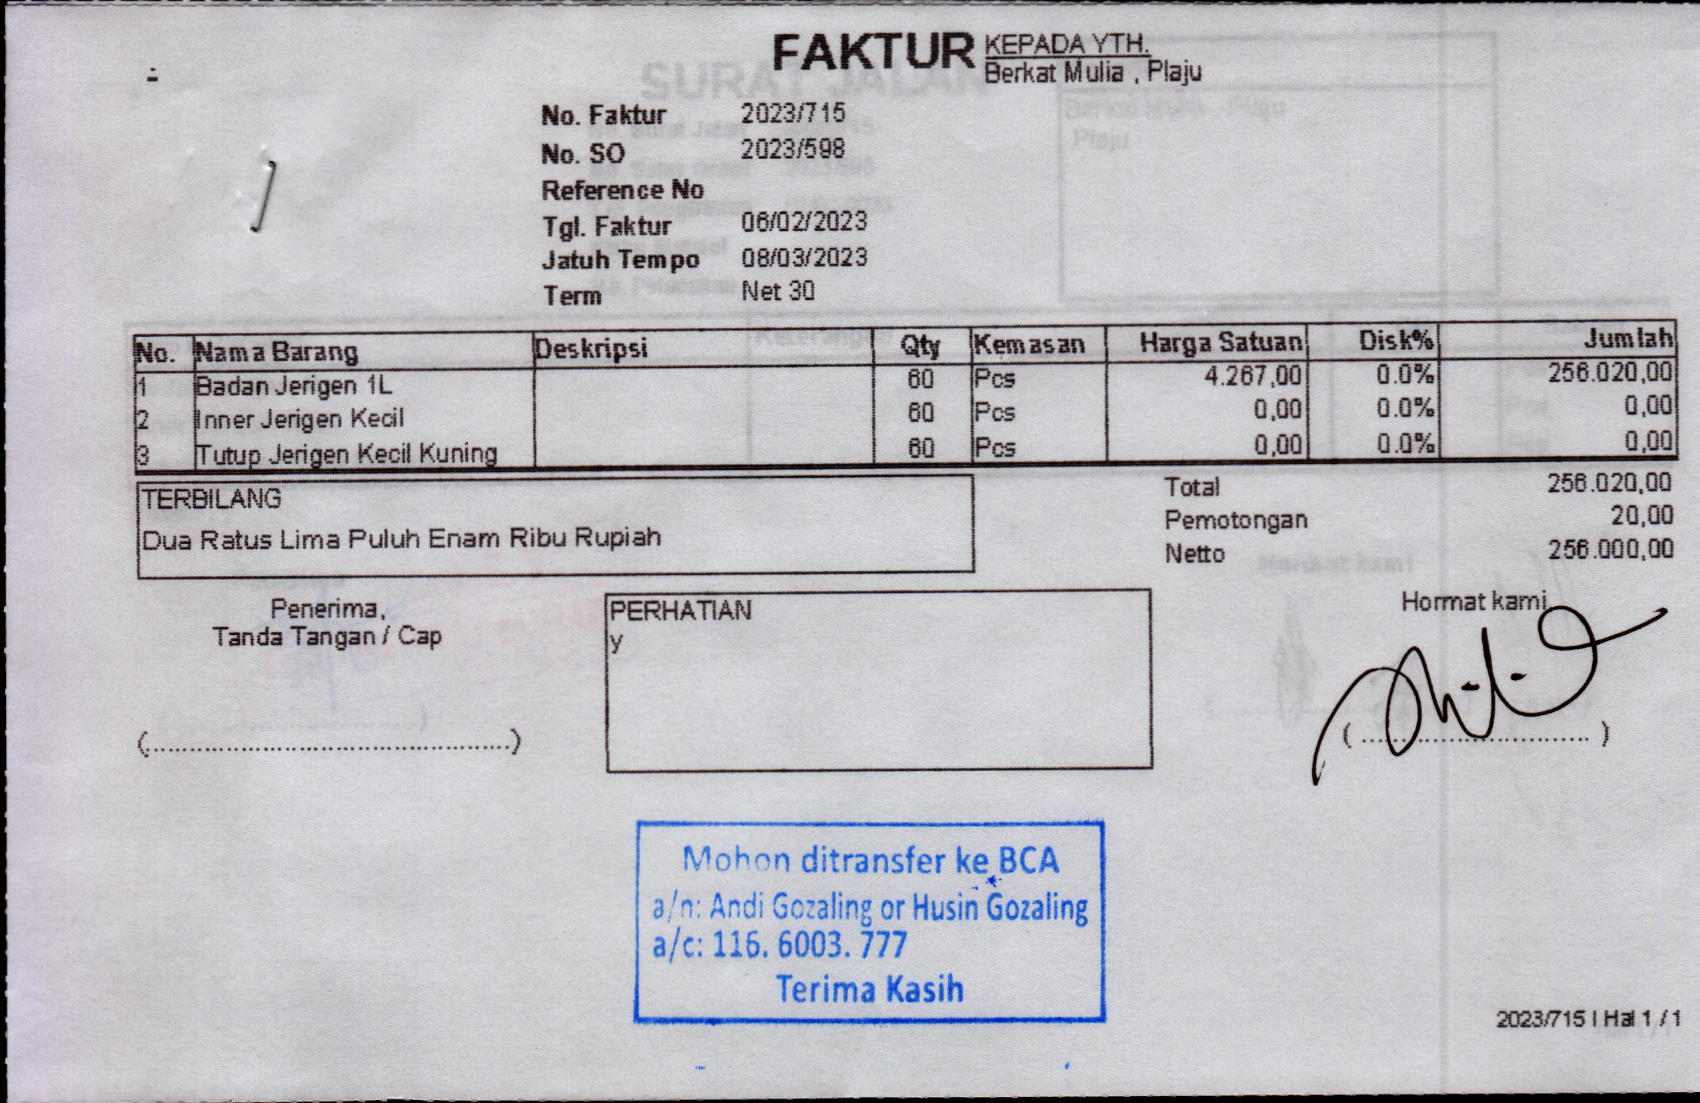 FAKTUR
KEPADA YTH.
Berkat Mulia , Plaju
No. Faktur 2023/715
No. SO 2023/598
Reference No
Tgl. Faktur 06/02/2023
Jatuh Tempo 08/03/2023
Term Net 30
No. Nama Barang Deskripsi Qty Kemasan Harga Satuan Disk% Jumlah
1 Badan Jerigen 1L 60 Pcs 4.267,00 0.0% 256.020,00
2 Inner Jerigen Kecil 60 Pcs 0,00 0.0% 0,00
3 Tutup Jerigen Kecil Kuning 60 Pcs 0,00 0.0% 0,00
TERBILANG
Dua Ratus Lima Puluh Enam Ribu Rupiah
Total 256.020,00
Pemotongan 20,00
Netto 256.000,00
Penerima,
Tanda Tangan / Cap
(..............................................)
PERHATIAN
y
Hormat kami
( .............................. )
Mohon ditransfer ke BCA
a/n: Andi Gozaling or Husin Gozaling
a/c: 116. 6003. 777
Terima Kasih
2023/715 | Hal 1 / 1